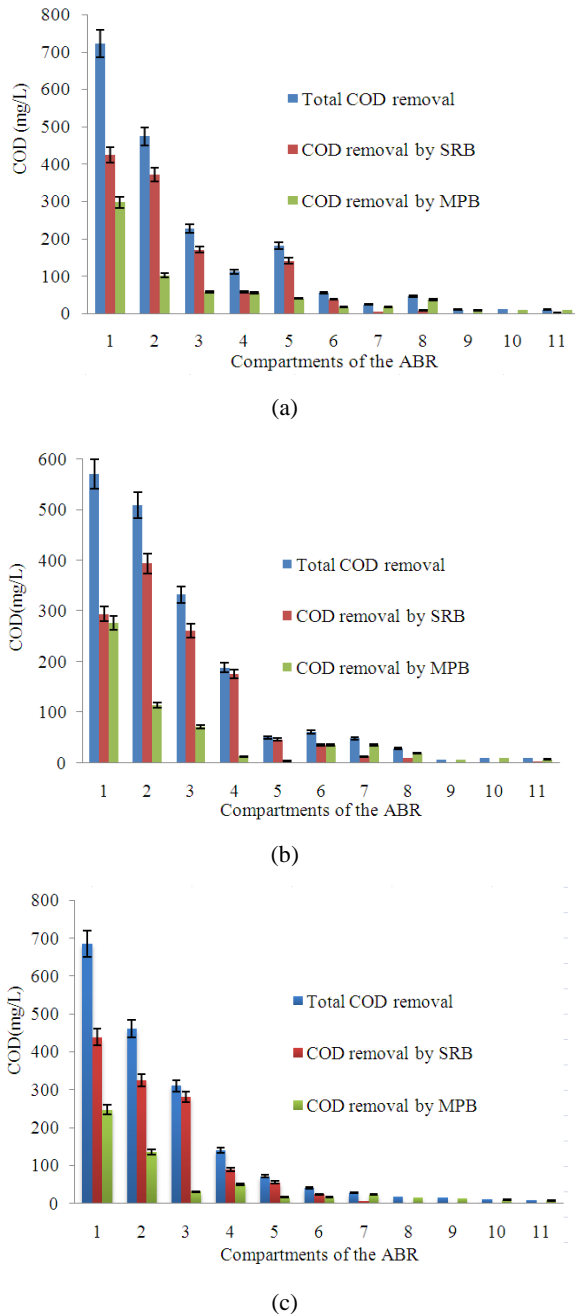 800
700
600
500
400
300
200
100
0
COD (mg/L)
Total COD removal
COD removal by SRB
COD removal by MPB
1 2 3 4 5 6 7 8 9 10 11
Compartments of the ABR
(a)
600
500
400
300
200
100
0
COD(mg/L)
Total COD removal
COD removal by SRB
COD removal by MPB
1 2 3 4 5 6 7 8 9 10 11
Compartments of the ABR
(b)
800
700
600
500
400
300
200
100
0
COD(mg/L)
Total COD removal
COD removal by SRB
COD removal by MPB
1 2 3 4 5 6 7 8 9 10 11
Compartments of the ABR
(c)